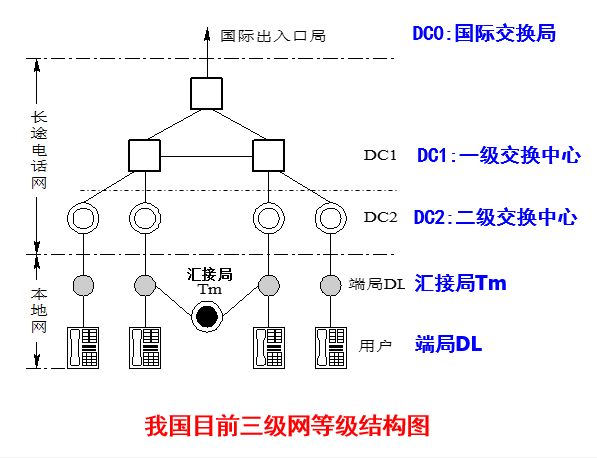 国际出入口局
DC0:国际交换局
长途电话网
DC1
DC1:一级交换中心
DC2
DC2:二级交换中心
汇接局
Tm
端局DL
汇接局Tm
本地网
用户
端局DL
我国目前三级网等级结构图